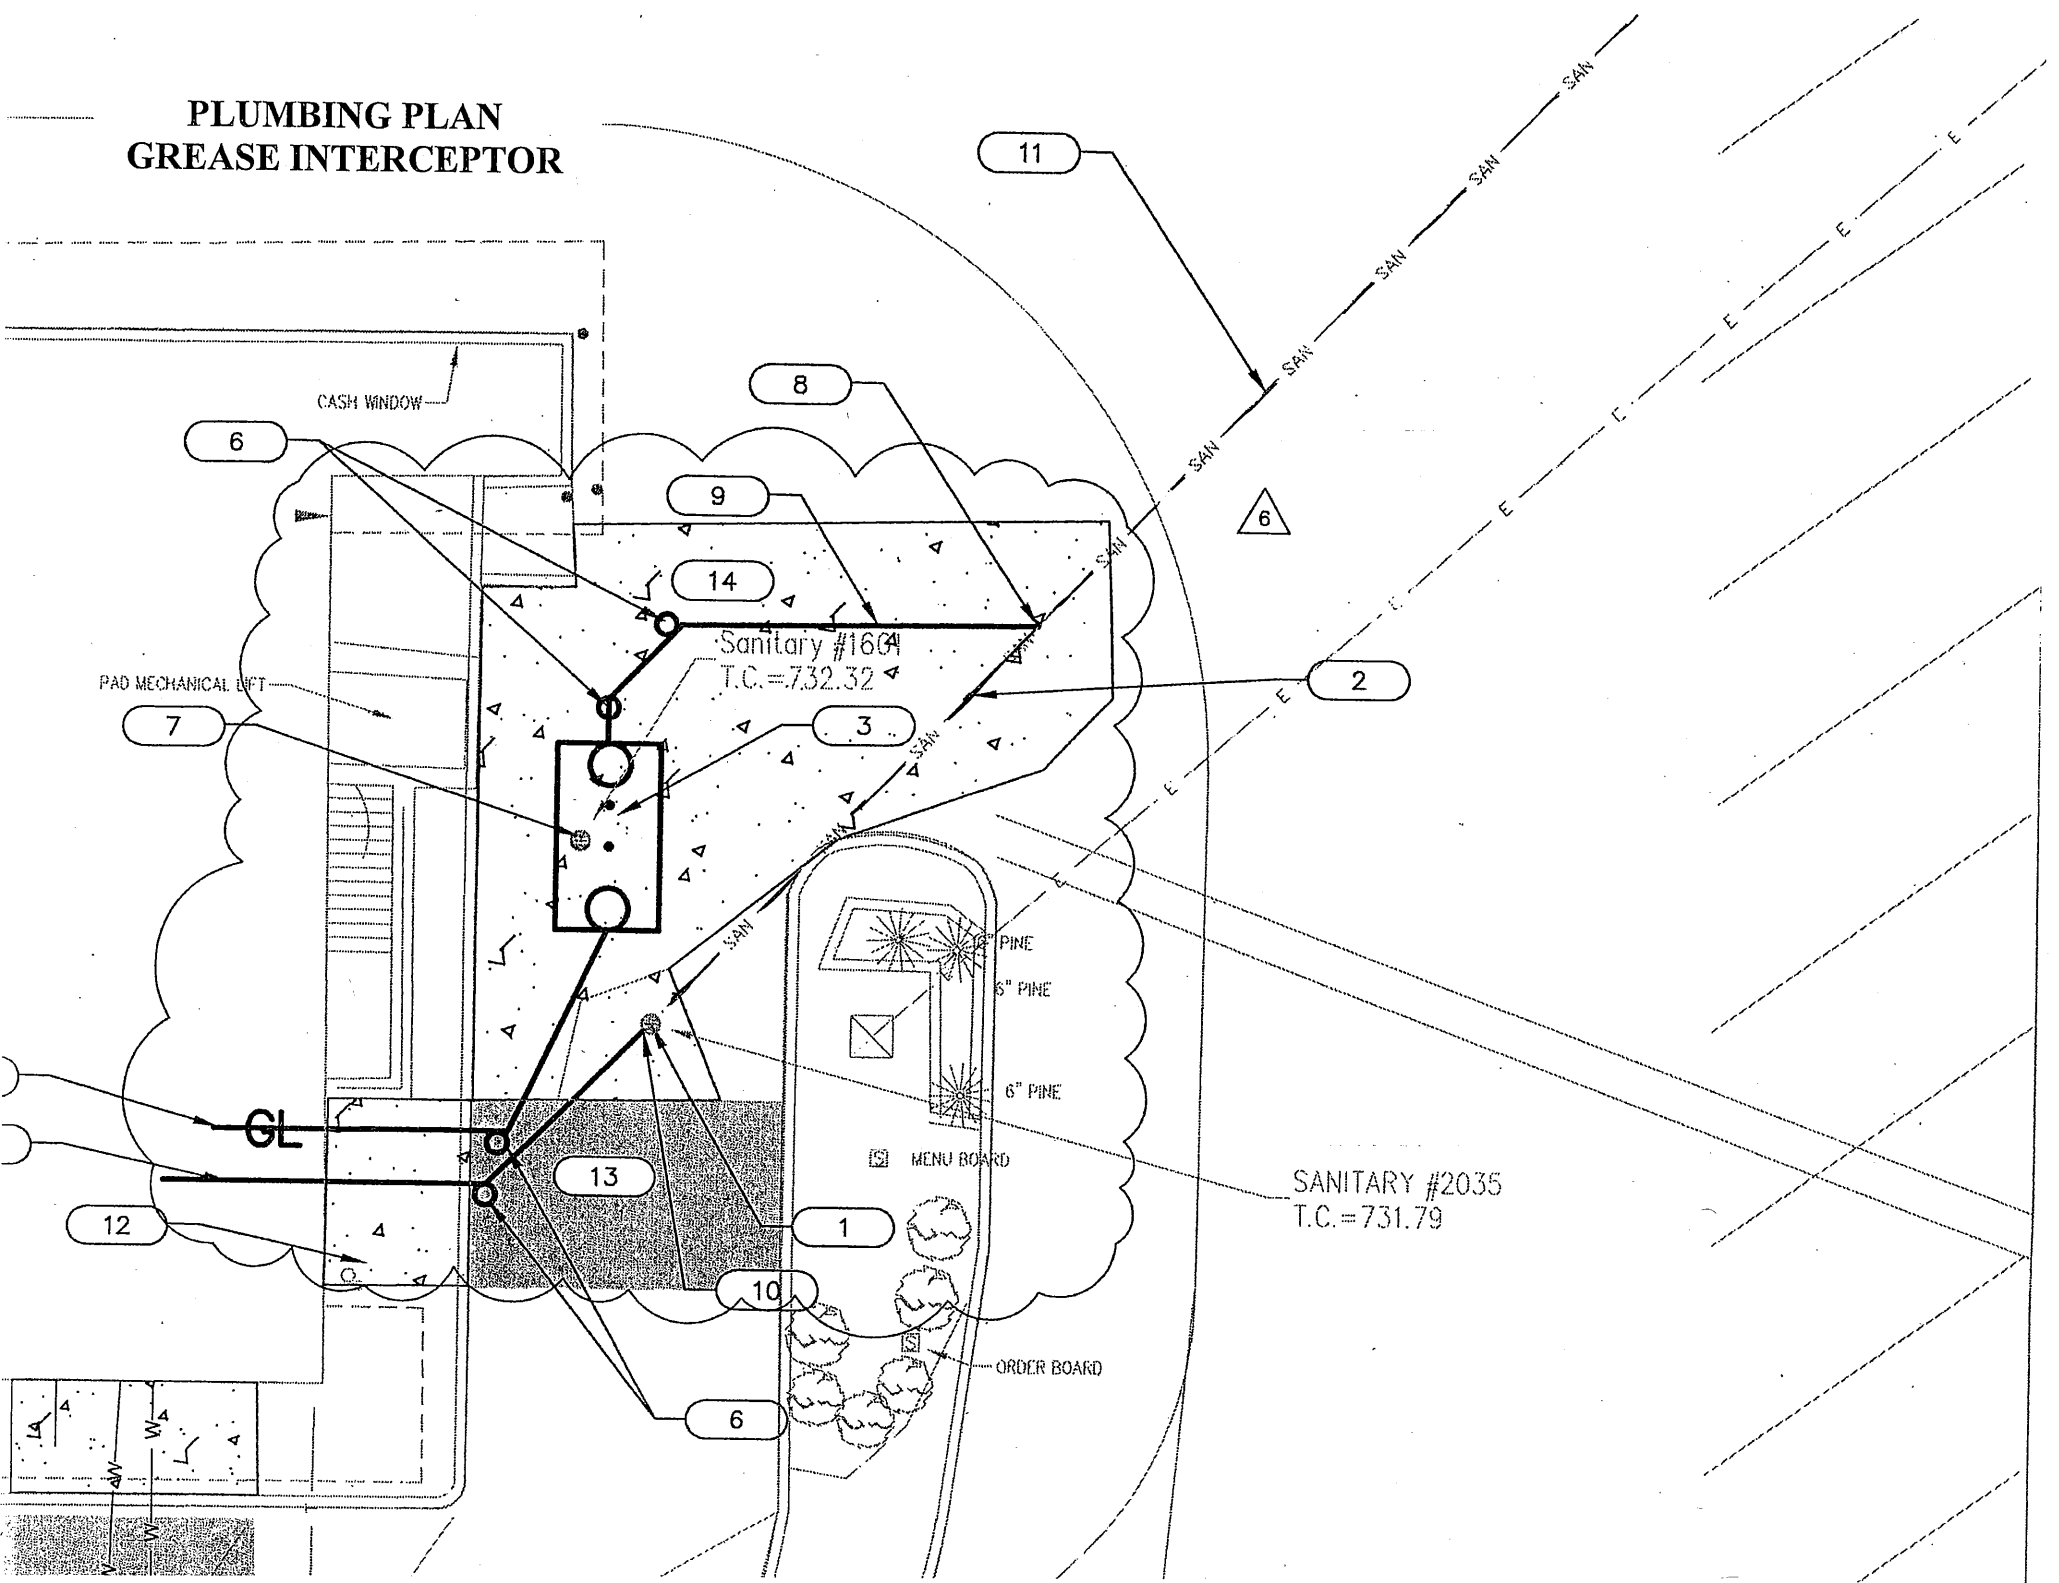 PLUMBING PLAN
GREASE INTERCEPTOR
SAN
11
E
SAN
SAN
E
E
SAN
E
8
CASH WINDOW
6
SAN
9
6
E
SAN
14
Sanitary #1601
T.C.=732.32
PAD MECHANICAL LIFT
2
7
3
E
SAN
E
SAN
6" PINE
6" PINE
6" PINE
GL
MENU BOARD
13
SANITARY #2035
T.C.=731.79
12
1
10
S
S
ORDER BOARD
6
W
W
W
W
W